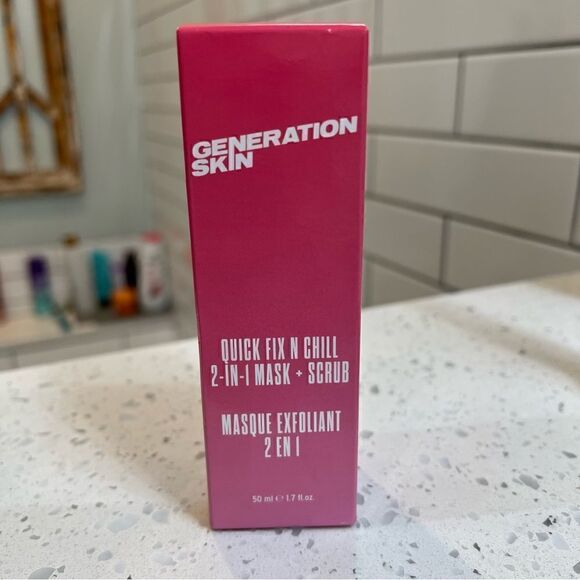 GENERATION
SKIN
QUICK FIX N CHILL
2-IN-1 MASK + SCRUB
MASQUE EXFOLIANT
2 EN 1
50 ml ℮ 1.7 fl.oz.